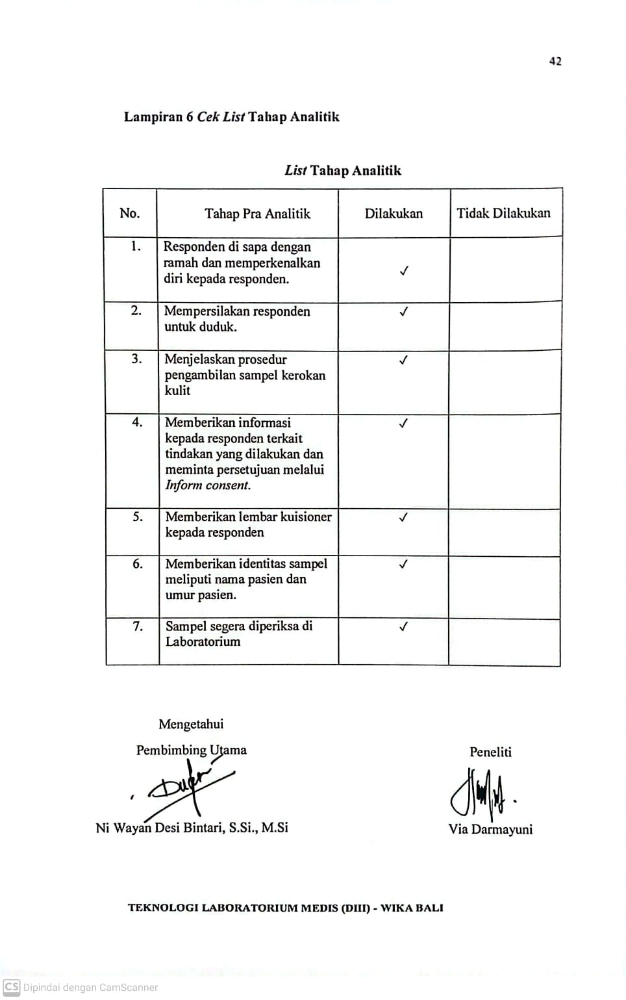 42
Lampiran 6 Cek List Tahap Analitik
List Tahap Analitik
No. Tahap Pra Analitik Dilakukan Tidak Dilakukan
1. Responden di sapa dengan
ramah dan memperkenalkan
diri kepada responden. ✓
2. Mempersilakan responden ✓
untuk duduk.
3. Menjelaskan prosedur ✓
pengambilan sampel kerokan
kulit
4. Memberikan informasi ✓
kepada responden terkait
tindakan yang dilakukan dan
meminta persetujuan melalui
Inform consent.
5. Memberikan lembar kuisioner ✓
kepada responden
6. Memberikan identitas sampel ✓
meliputi nama pasien dan
umur pasien.
7. Sampel segera diperiksa di ✓
Laboratorium
Mengetahui
Pembimbing Utama
Ni Wayan Desi Bintari, S.Si., M.Si
Peneliti
Via Darmayuni
TEKNOLOGI LABORATORIUM MEDIS (DIII) - WIKA BALI
CS Dipindai dengan CamScanner